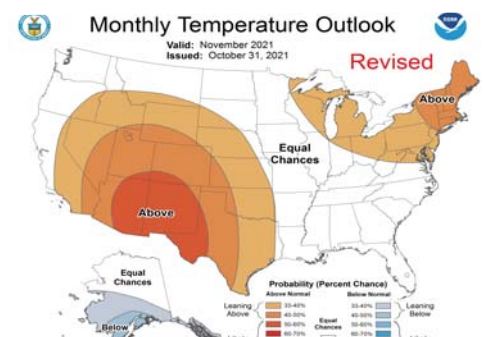 Monthly Temperature Outlook
Valid: November 2021
Issued: October 31, 2021
Revised
Above
Equal
Chances
Above
Equal
Chances
Below
Probability (Percent Chance)
Above Normal
Below Normal
Leaning
Above
33-40%
40-50%
50-60%
60-70%
Equal
Chances
33-40%
40-50%
50-60%
60-70%
Leaning
Below